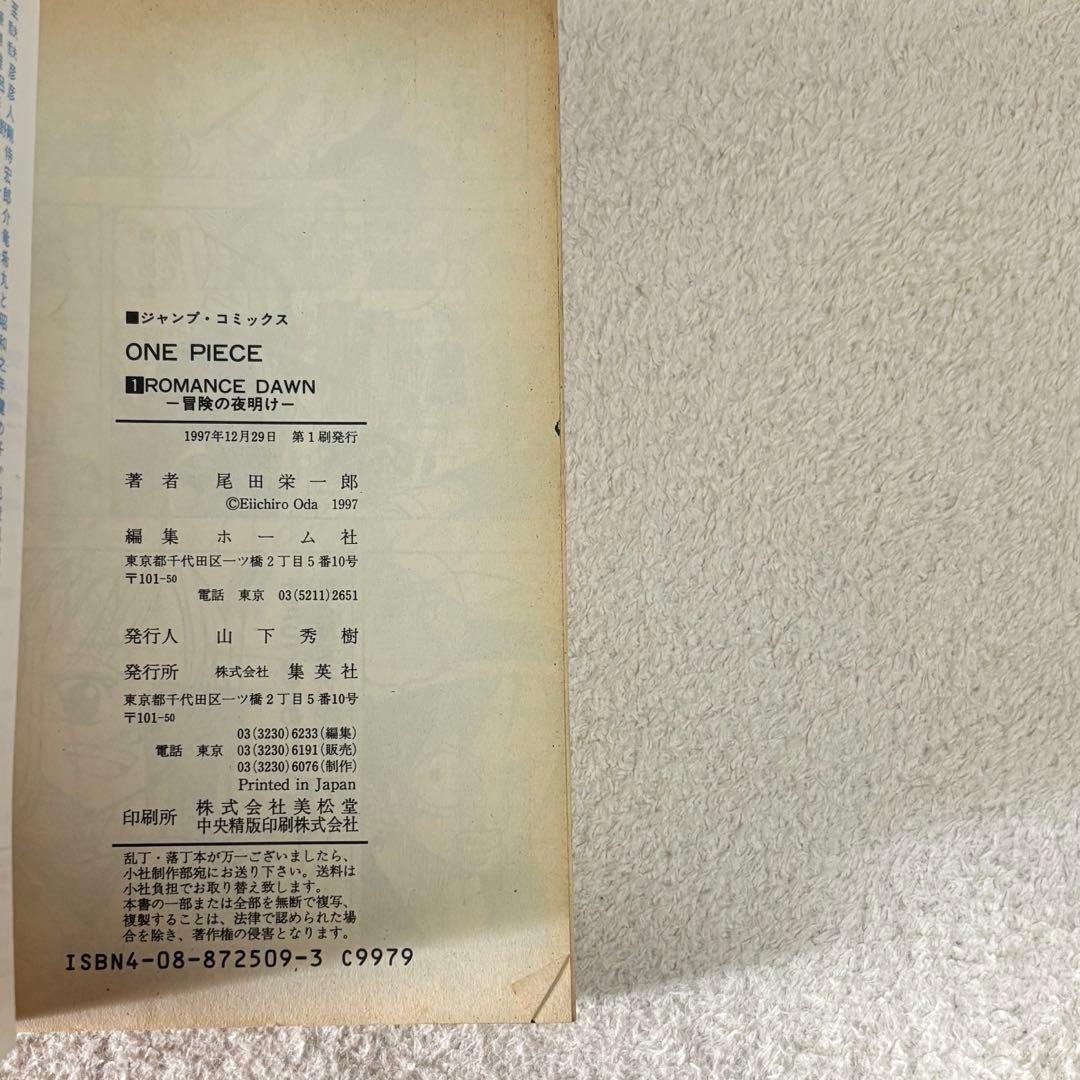 ■ジャンプ・コミックス
ONE PIECE
1 ROMANCE DAWN
―冒険の夜明け―
1997年12月29日 第1刷発行
著者 尾田栄一郎
©Eiichiro Oda 1997
編集 ホーム社
東京都千代田区一ツ橋2丁目5番10号
〒101-50
電話 東京 03(5211)2651
発行人 山下秀樹
発行所 株式会社 集英社
東京都千代田区一ツ橋2丁目5番10号
〒101-50
03(3230)6233(編集)
電話 東京 03(3230)6191(販売)
03(3230)6076(制作)
Printed in Japan
印刷所 株式会社美松堂
中央精版印刷株式会社
乱丁・落丁本が万一ございましたら、
小社制作部宛にお送り下さい。送料は
小社負担でお取り替え致します。
本書の一部または全部を無断で複写、
複製することは、法律で認められた場
合を除き、著作権の侵害となります。
ISBN4-08-872509-3 C9979